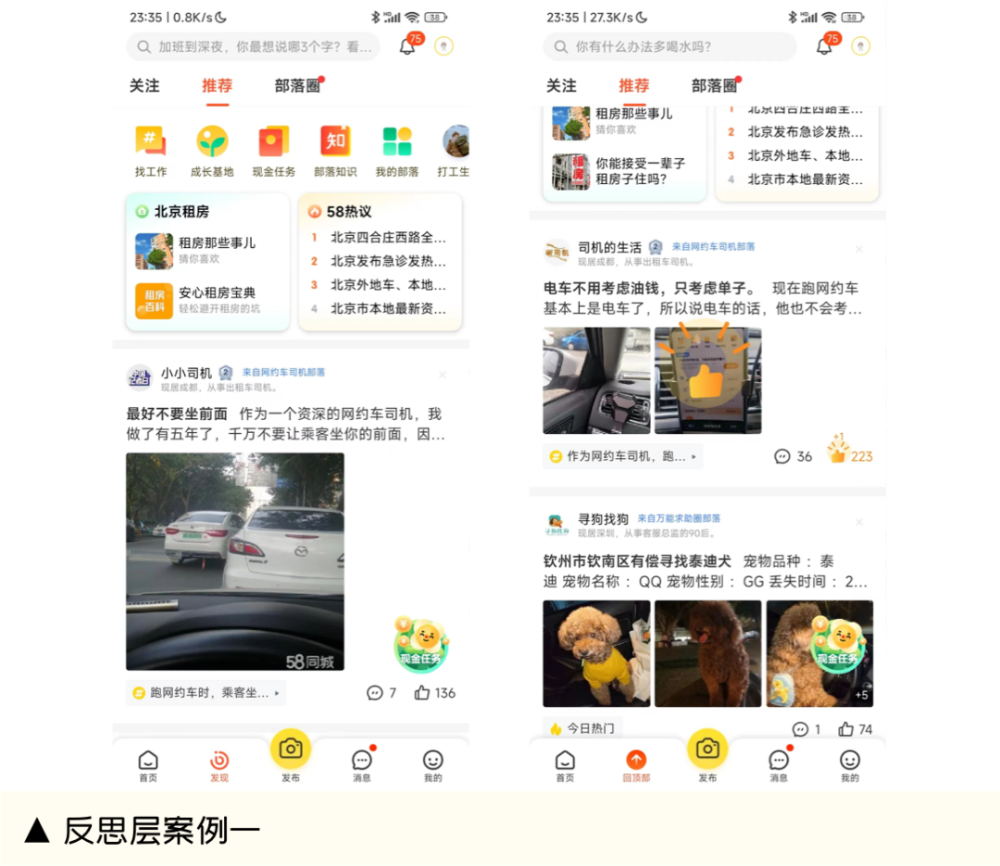 23:35 | 0.8K/s
38
加班到深夜，你最想说哪3个字？看...
75
关注
推荐
部落圈
找工作
成长基地
现金任务
知
部落知识
我的部落
打工生
北京租房
租房那些事儿
猜你喜欢
租房百科
安心租房宝典
轻松避开租房的坑
58热议
1 北京四合庄西路全...
2 北京发布急诊发热...
3 北京外地车、本地...
4 北京市本地最新资...
小小司机
2
来自网约车司机部落
现居成都，从事出租车司机。
最好不要坐前面 作为一个资深的网约车司机，我
做了有五年了，千万不要让乘客坐你的前面，因...
58同城
现金任务
# 跑网约车时，乘客坐...
7
136
首页
发现
发布
消息
我的
23:35 | 27.3K/s
38
你有什么办法多喝水吗？
75
关注
推荐
部落圈
租房那些事儿
猜你喜欢
租房
你能接受一辈子
租房子住吗？
1 北京四合庄西路全...
2 北京发布急诊发热...
3 北京外地车、本地...
4 北京市本地最新资...
司机的生活
2
来自网约车司机部落
现居成都，从事出租车司机。
电车不用考虑油钱，只考虑单子。 现在跑网约车
基本上是电车了，所以说电车的话，他也不会考...
# 作为网约车司机，跑...
36
+1
223
寻狗找狗
来自万能求助圈部落
现居深圳，从事客服总监的90后。
钦州市钦南区有偿寻找泰迪犬 宠物品种 ： 泰
迪 宠物名称 ： QQ 宠物性别 ： GG 丢失时间 ： 2...
现金任务
+5
今日热门
1
74
首页
回顶部
发布
消息
我的
▲ 反思层案例一